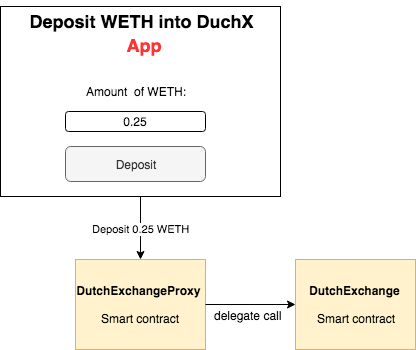 Deposit WETH into DuchX
App
Amount of WETH:
0.25
Deposit
Deposit 0.25 WETH
DutchExchangeProxy
Smart contract
delegate call
DutchExchange
Smart contract